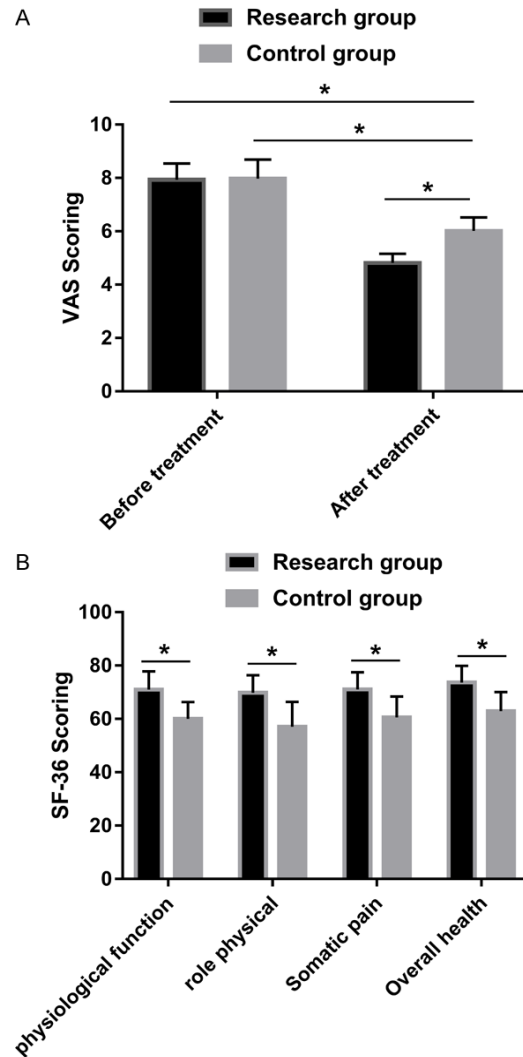 A
Research group
Control group
*
*
*
10
8
6
4
2
0
VAS Scoring
Before treatment
After treatment
B
Research group
Control group
100
80
60
40
20
0
SF-36 Scoring
*
*
*
*
physiological function
role physical
Somatic pain
Overall health